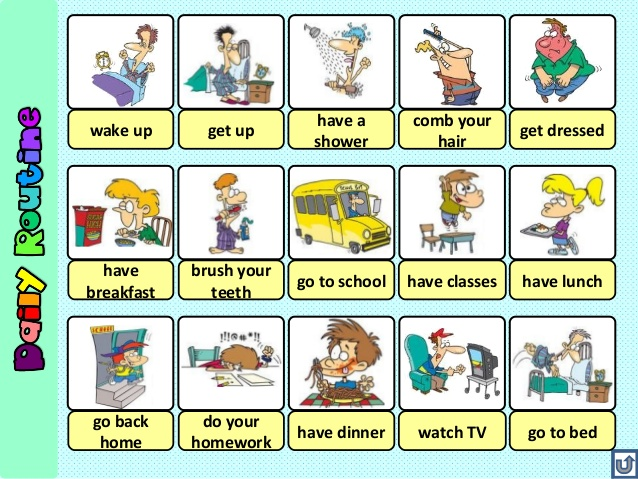 Daily Routine
wake up
get up
have a
shower
comb your
hair
get dressed
have
breakfast
brush your
teeth
go to school
have classes
have lunch
!!!@*!!
go back
home
do your
homework
have dinner
watch TV
go to bed